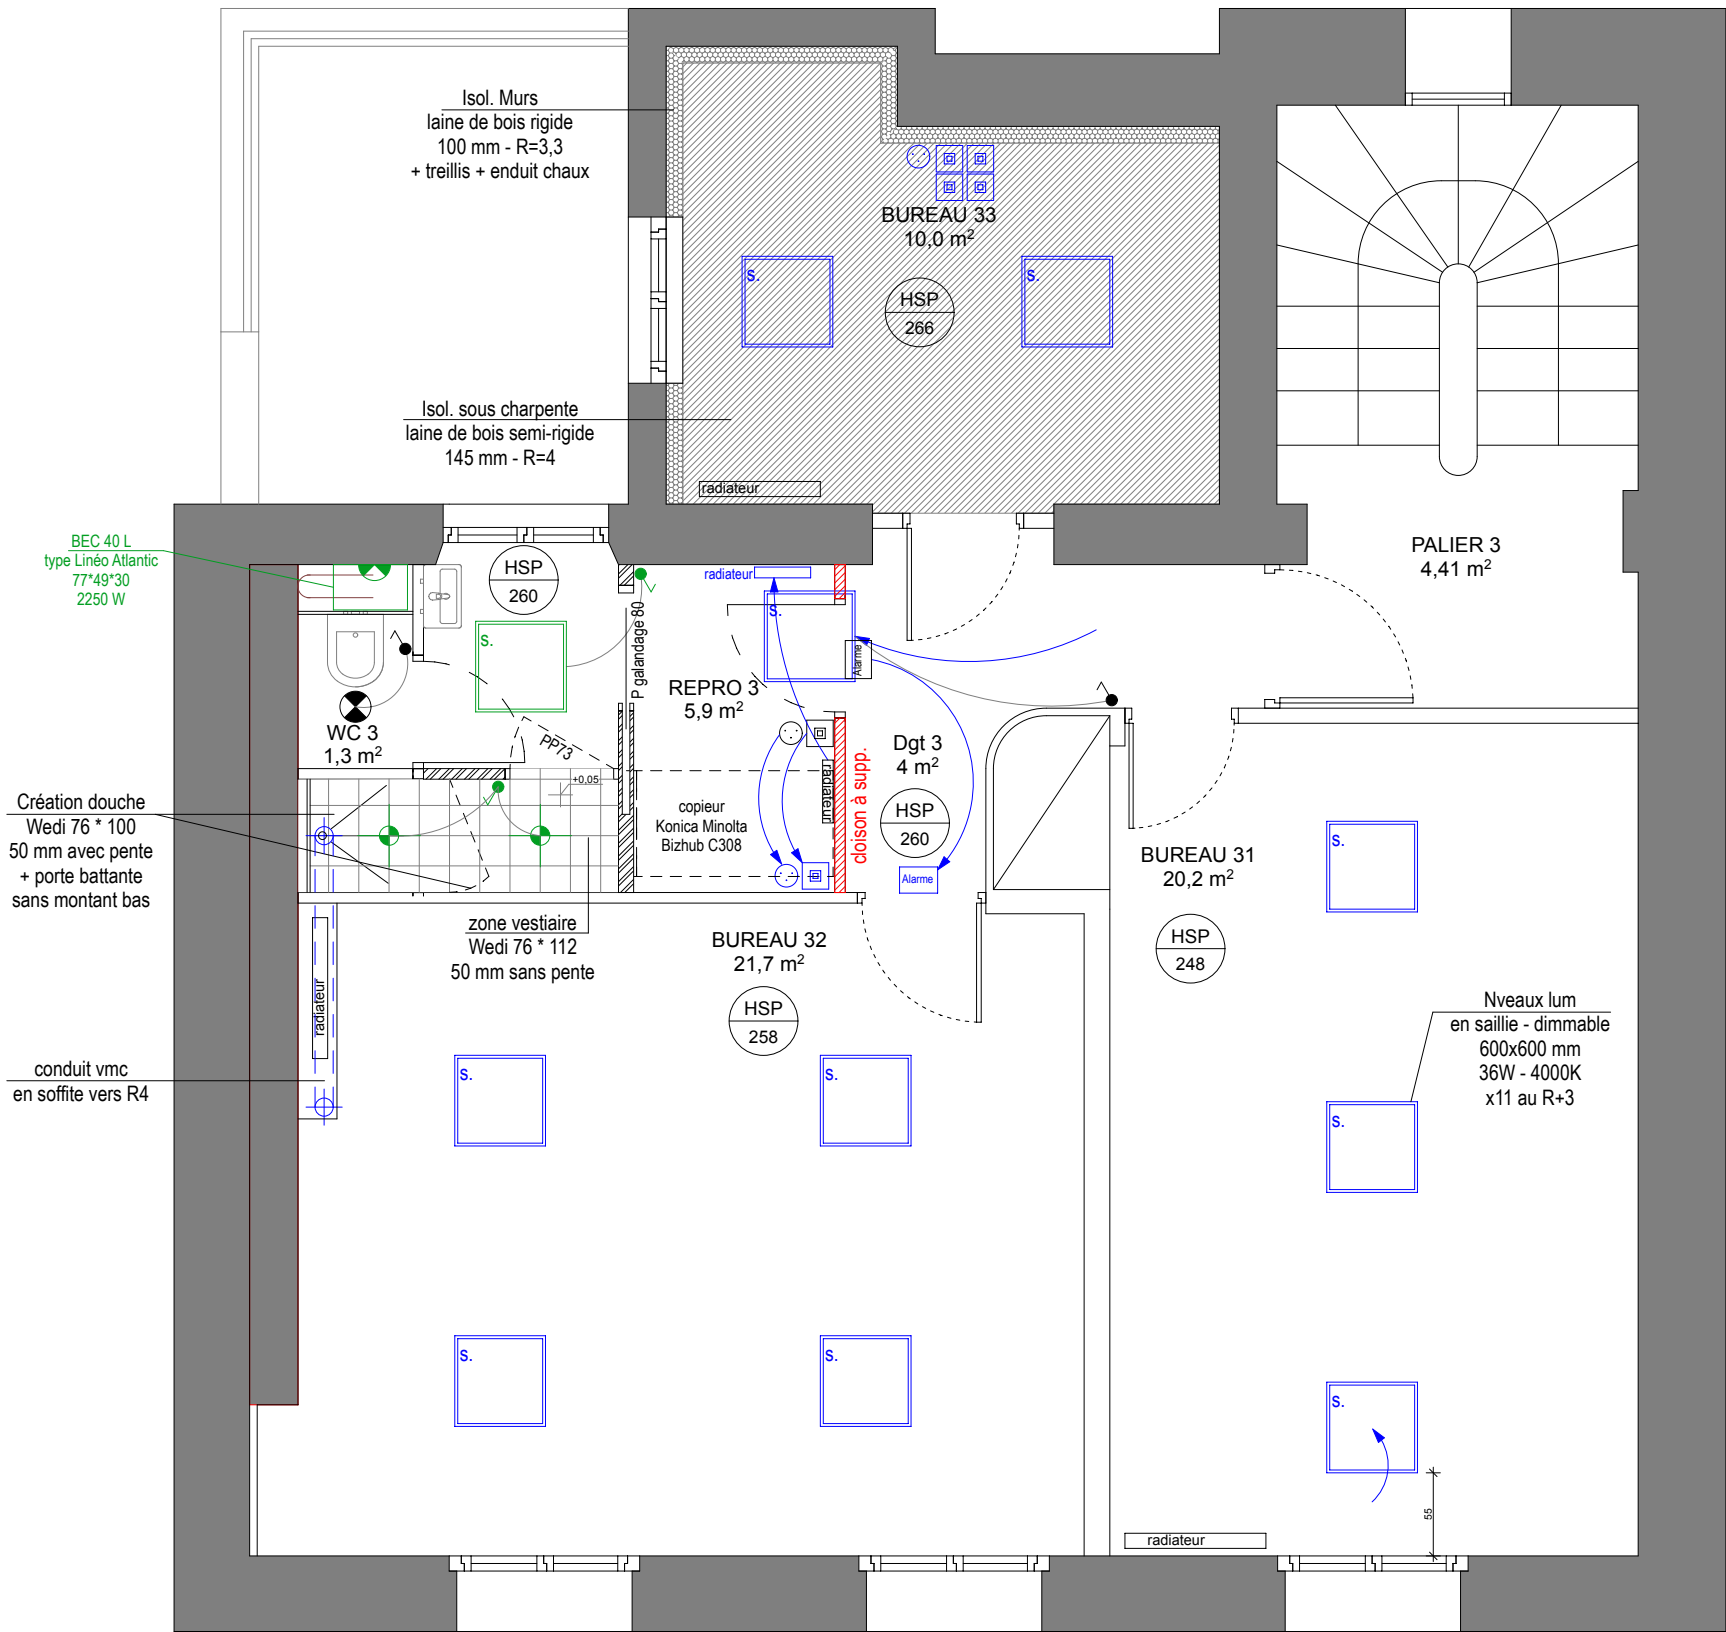 Isol. Murs
laine de bois rigide
100 mm - R=3,3
+ treillis + enduit chaux
BUREAU 33
10,0 m²
s.
s.
HSP
266
Isol. sous charpente
laine de bois semi-rigide
145 mm - R=4
radiateur
BEC 40 L
type Linéo Atlantic
77*49*30
2250 W
HSP
260
radiateur
PALIER 3
4,41 m²
s.
s.
P galandage 80
Alarme
REPRO 3
5,9 m²
WC 3
1,3 m²
PP73
+0,05
Dgt 3
4 m²
HSP
260
cloison à supp.
radiateur
copieur
Konica Minolta
Bizhub C308
Alarme
Création douche
Wedi 76 * 100
50 mm avec pente
+ porte battante
sans montant bas
zone vestiaire
Wedi 76 * 112
50 mm sans pente
BUREAU 31
20,2 m²
HSP
248
s.
BUREAU 32
21,7 m²
HSP
258
radiateur
conduit vmc
en soffite vers R4
Nveaux lum
en saillie - dimmable
600x600 mm
36W - 4000K
x11 au R+3
s.
s.
s.
s.
s.
s.
55
radiateur